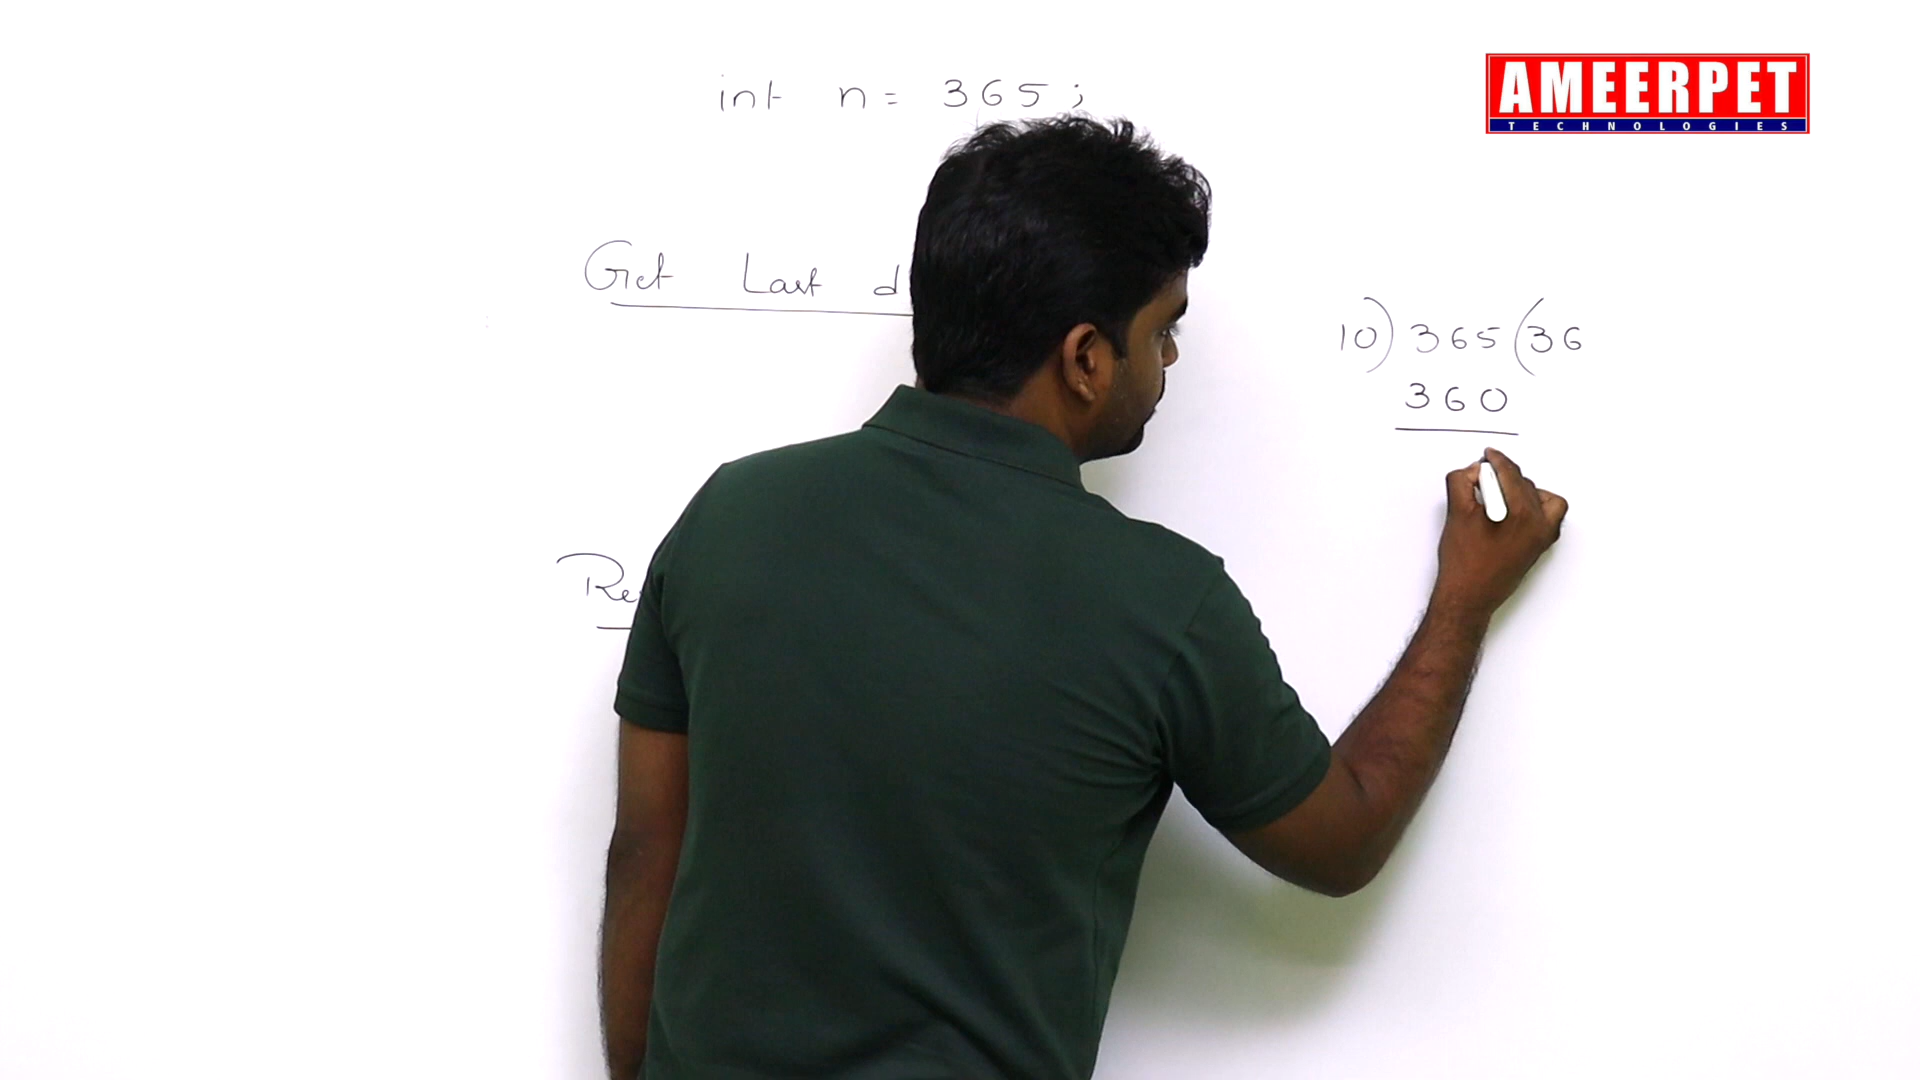 int n = 365;
AMEERPET
TECHNOLOGIES
Get Last
10) 365 (36
360